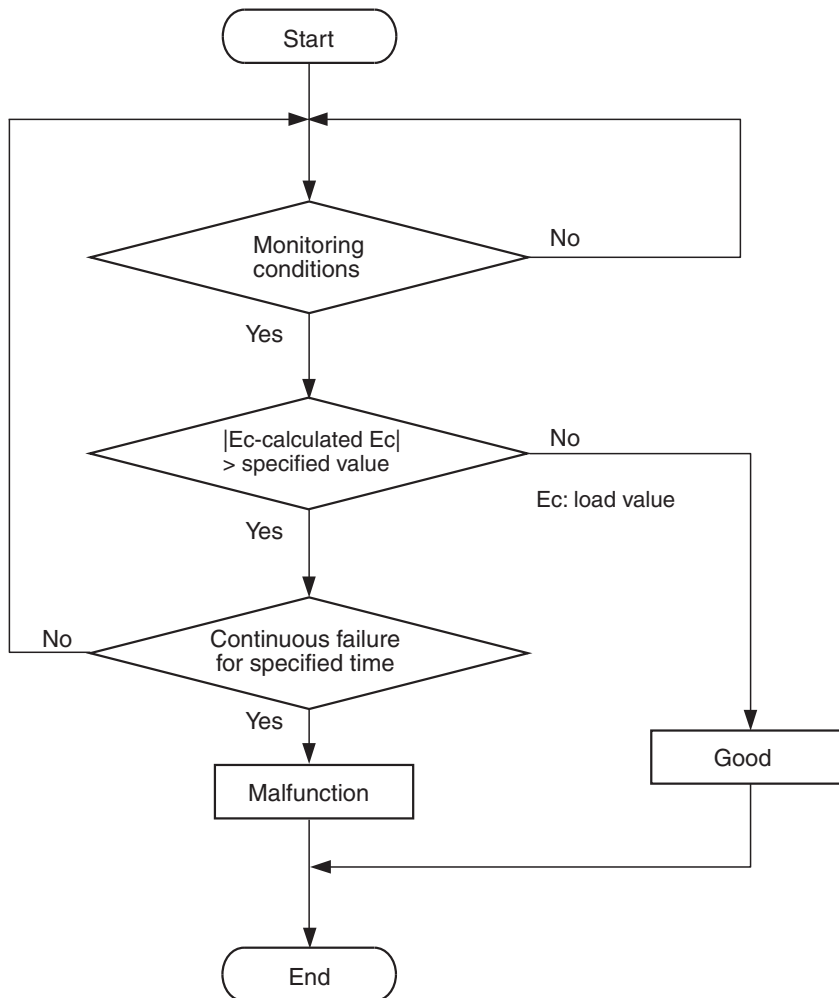 Start
Monitoring
conditions
No
Yes
|Ec-calculated Ec|
> specified value
No
Ec: load value
Yes
Continuous failure
for specified time
No
Yes
Good
Malfunction
End